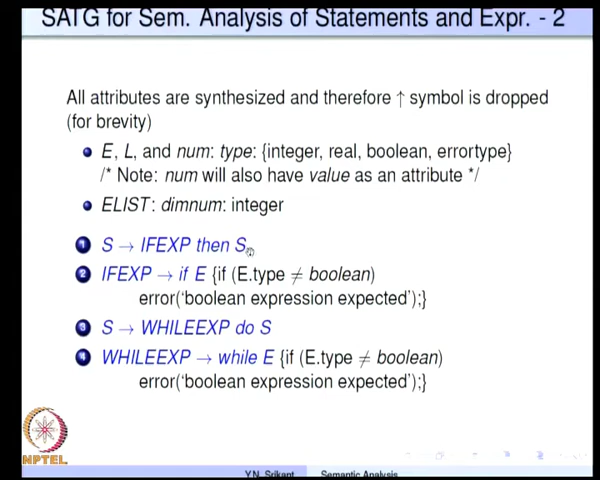 SATG for Sem. Analysis of Statements and Expr. - 2
All attributes are synthesized and therefore ↑ symbol is dropped
(for brevity)
E, L, and num: type: {integer, real, boolean, errortype}
/* Note: num will also have value as an attribute */
ELIST: dimnum: integer
1 S → IFEXP then S
2 IFEXP → if E {if (E.type ≠ boolean)
error(‘boolean expression expected’);}
3 S → WHILEEXP do S
4 WHILEEXP → while E {if (E.type ≠ boolean)
error(‘boolean expression expected’);}
NPTEL
Y.N. Srikant Semantic Analysis